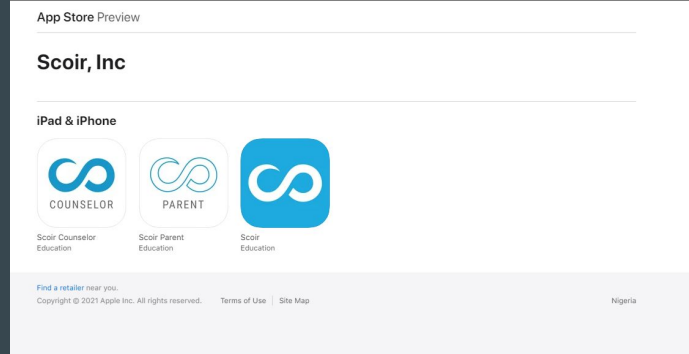 App Store Preview
Scoir, Inc
iPad & iPhone
COUNSELOR
PARENT
Scoir Counselor
Education
Scoir Parent
Education
Scoir
Education
Find a retailer near you.
Copyright © 2021 Apple Inc. All rights reserved. Terms of Use | Site Map
Nigeria